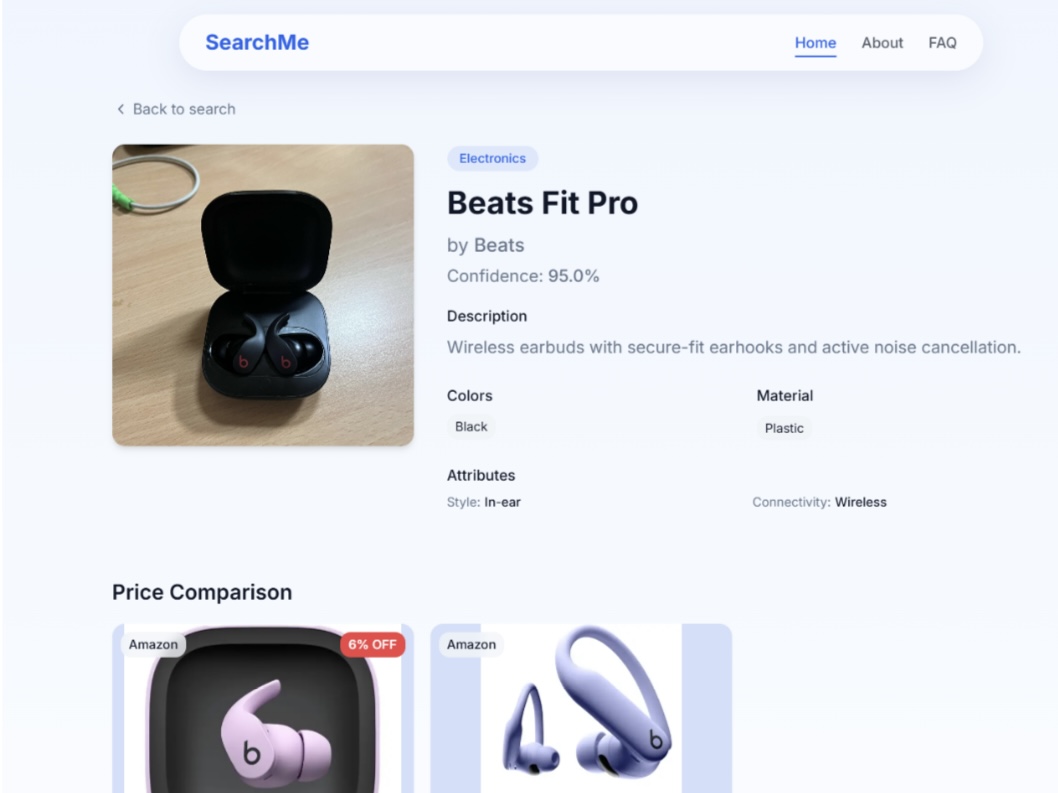 SearchMe
Home About FAQ
Back to search
Electronics
Beats Fit Pro
by Beats
Confidence: 95.0%
Description
Wireless earbuds with secure-fit earhooks and active noise cancellation.
Colors Material
Black Plastic
Attributes
Style: In-ear Connectivity: Wireless
Price Comparison
Amazon 6% OFF Amazon